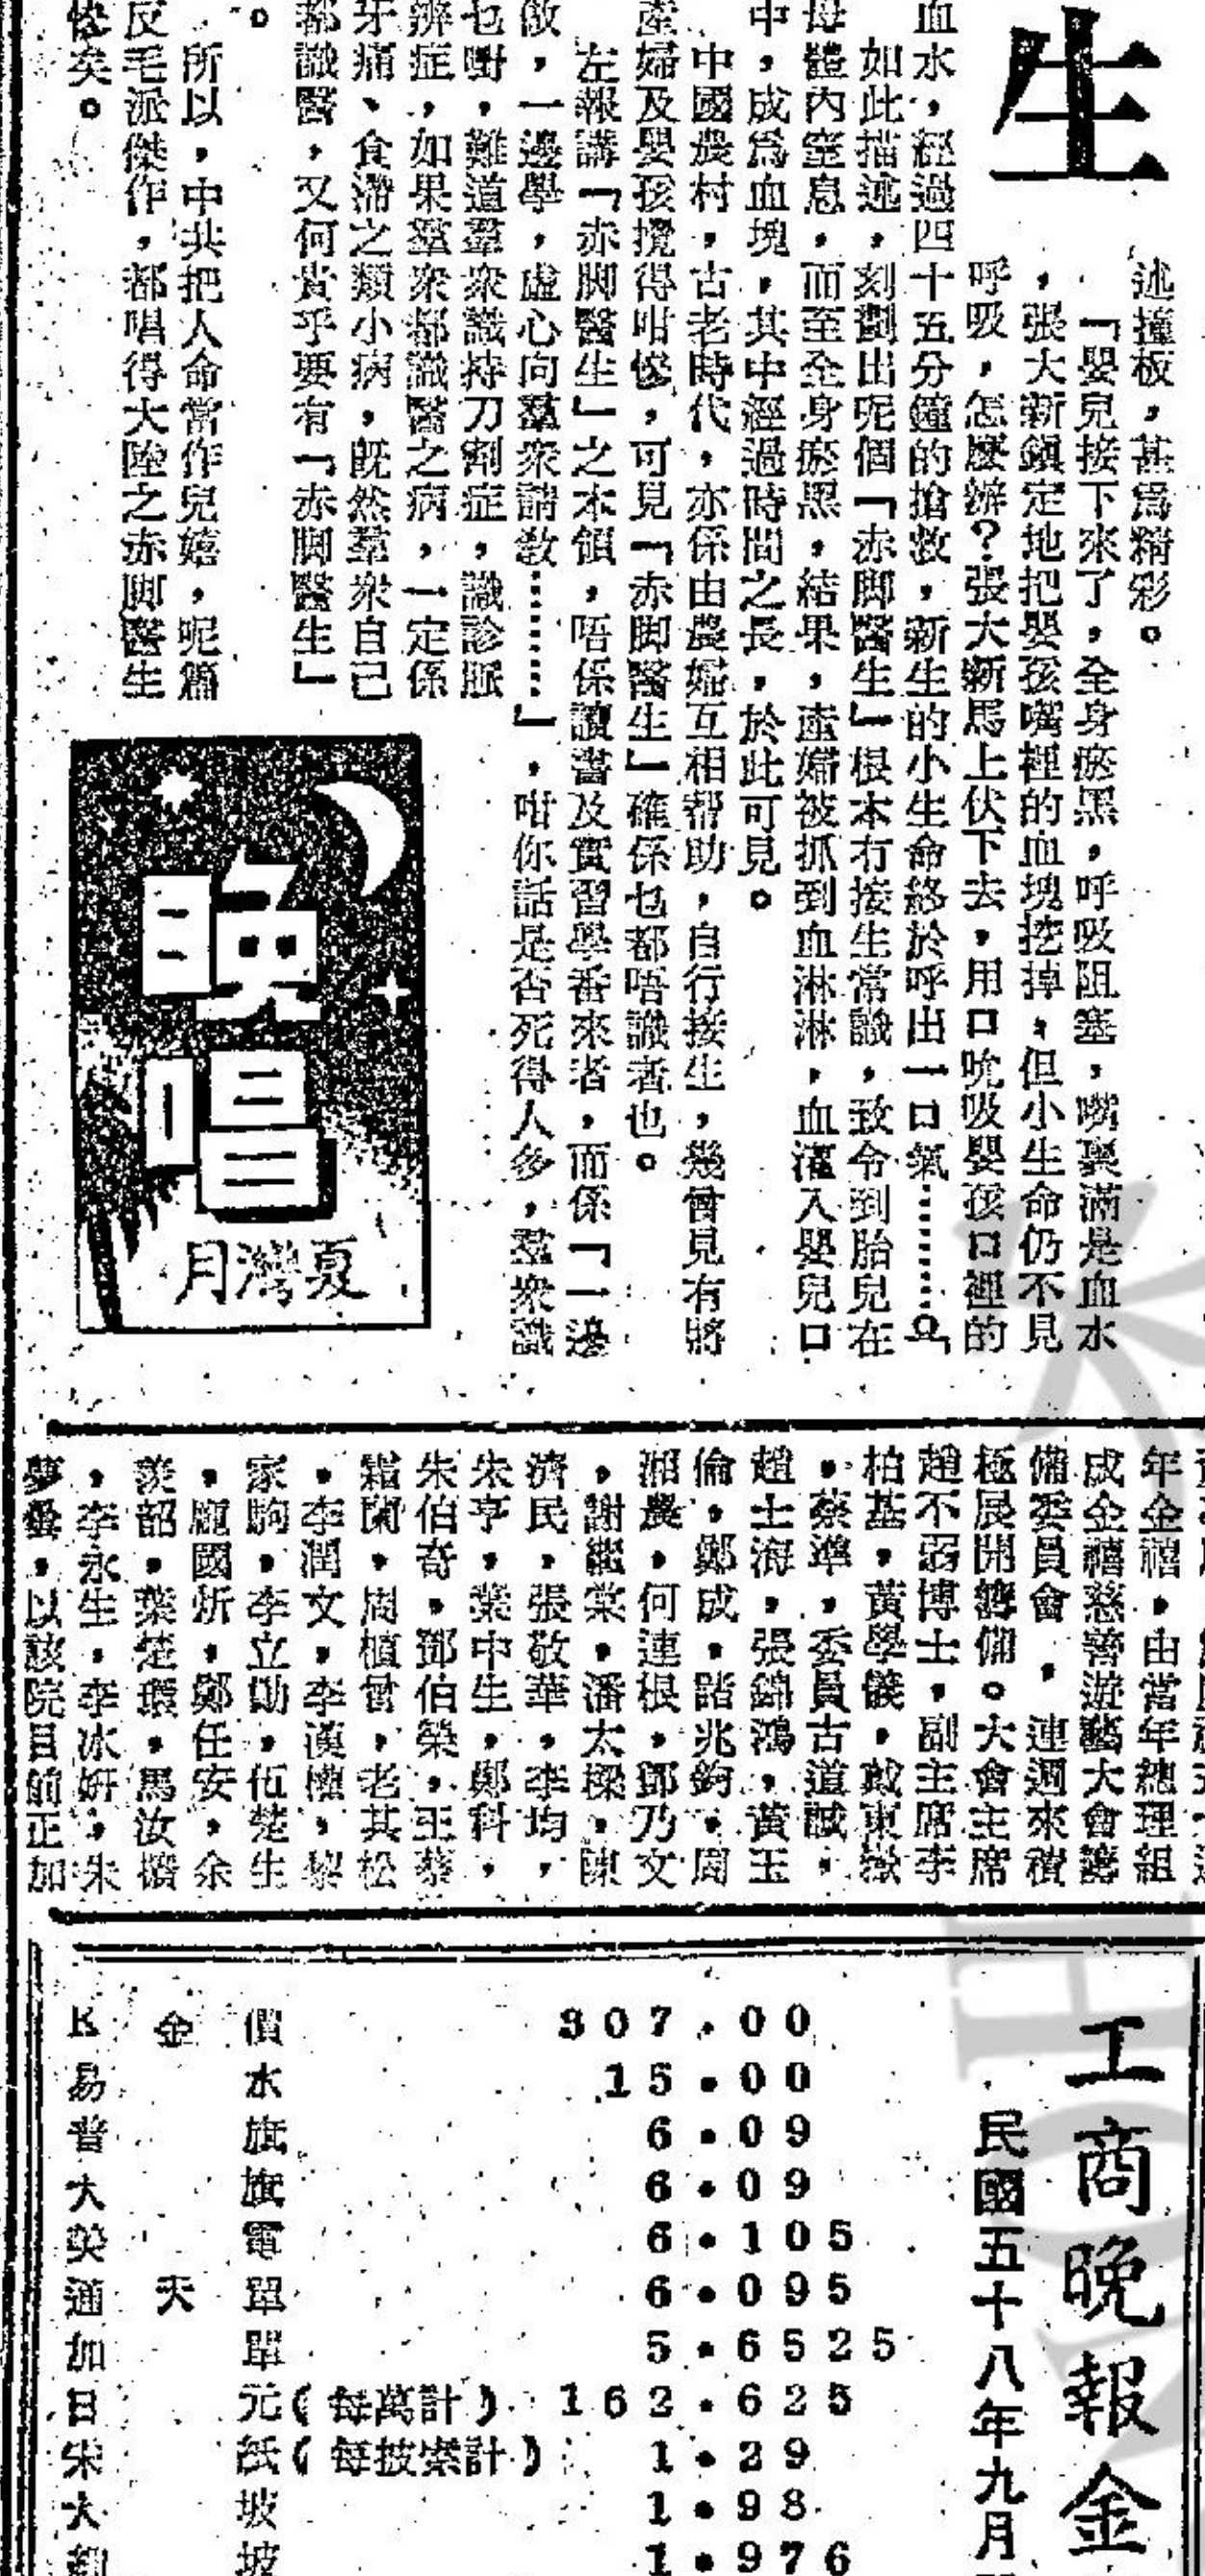 生
述撞板，甚爲精彩。
「嬰兒接下來了，全身瘀黑，呼吸阻塞，嘴裏滿是血水
，張大新鎮定地把嬰孩嘴裡的血塊挖掉，但小生命仍不見
呼吸，怎麼辦？張大新馬上伏下去，用口吮吸嬰孩口裡的
血水，經過四十五分鐘的搶救，新生的小生命終於呼出一口氣………。」
如此描述，刻劃出呢個「赤脚醫生」根本冇接生常識，致令到胎兒在
母體內窒息，而至全身瘀黑，結果，產婦被抓到血淋淋，血灌入嬰兒口
中，成爲血塊，其中經過時間之長，於此可見。
中國農村，古老時代，亦係由農婦互相帮助，自行接生，幾曾見有將
產婦及嬰孩攪得咁慘，可見「赤脚醫生」確係乜都唔識者也。
左報講「赤脚醫生」之本領，唔係讀書及實習學番來者，而係「一邊
做，一邊學，虛心向羣衆請敎………」，咁你話是否死得人多，羣衆識
乜嘢，難道羣衆識持刀割症，識診脈
辨症，如果羣衆都識醫之病，一定係
牙痛、食滯之類小病，旣然羣衆自己
都識醫，又何貴乎要有「赤脚醫生」
。
所以，中共把人命當作兒嬉，呢篇
反毛派傑作，都唱得大陸之赤脚醫生
矣。
晚唱
夏灣月
年金禧，由當年總理組
成金禧慈善遊藝大會籌
備委員會，連週來積
極展開籌備。大會主席
趙不弱博士，副主席李
柏基，黃學儀，戴東嶽
，蔡準，委員古道誠，
趙士海，張錦鴻，黃玉
倫，鄭成，諸兆鈞，周
湘農，何連根，鄧乃文
，謝繼棠，潘太樑，陳
濟民，張敬華，李均，
朱亨，葉中生，鄭科，
朱伯奇，鄧伯榮，王蔡
霜閑，周植曾，老其松
，李潤文，李漢權，黎
家駒，李立勛，伍楚生
，龐國炘，鄭任安，余
羨韶，葉楚環，馬汝楷
，李永生，李冰妍，朱
夢曇，以該院目前正加
工商晚報金
民國五十八年九月
K 金 價 307.00
易 水 15.00
普 旗 6.09
大 旗 6.09
美 電 6.105
通 天 單 6.095
加 單 5.6525
日 元(每萬計) 162.625
宋 紙(每披索計) 1.29
大 坡 1.98
坡 1.976